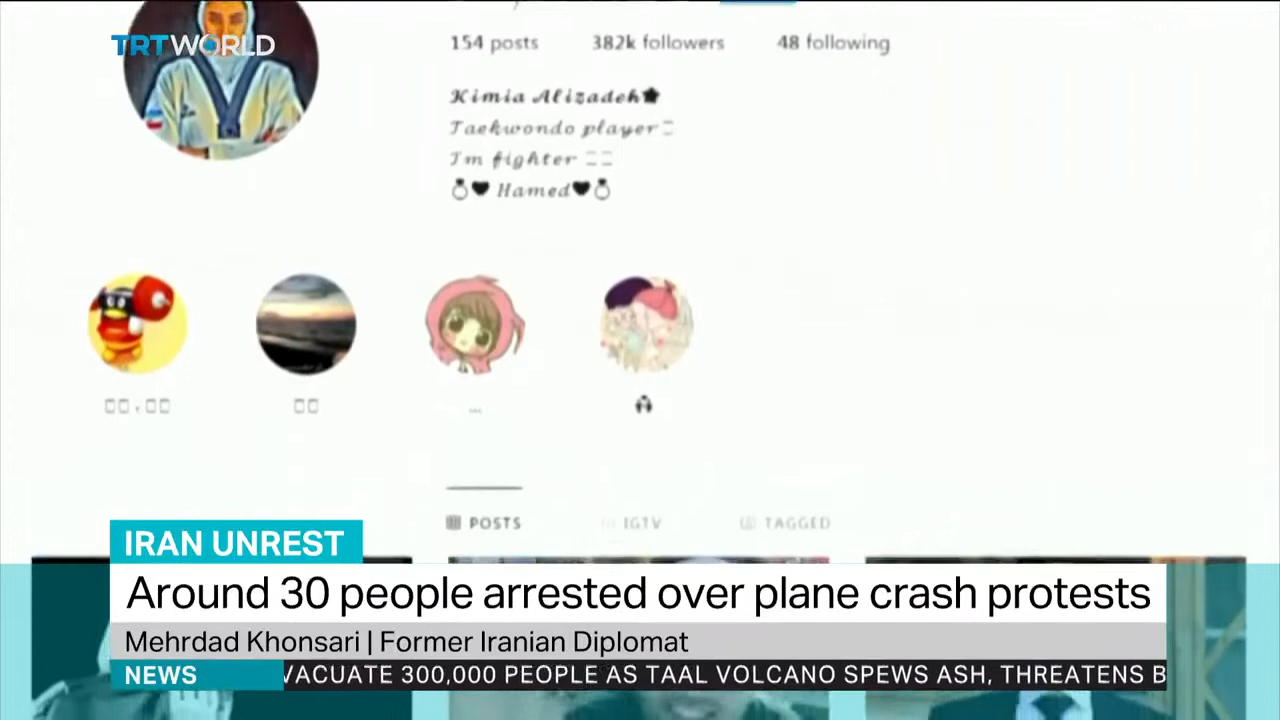 TRT WORLD
154 posts 382k followers 48 following
Kimia Alizadeh
Taekwondo player
I'm fighter
Hamed
...
POSTS IGTV TAGGED
IRAN UNREST
Around 30 people arrested over plane crash protests
Mehrdad Khonsari | Former Iranian Diplomat
NEWS VACUATE 300,000 PEOPLE AS TAAL VOLCANO SPEWS ASH, THREATENS B